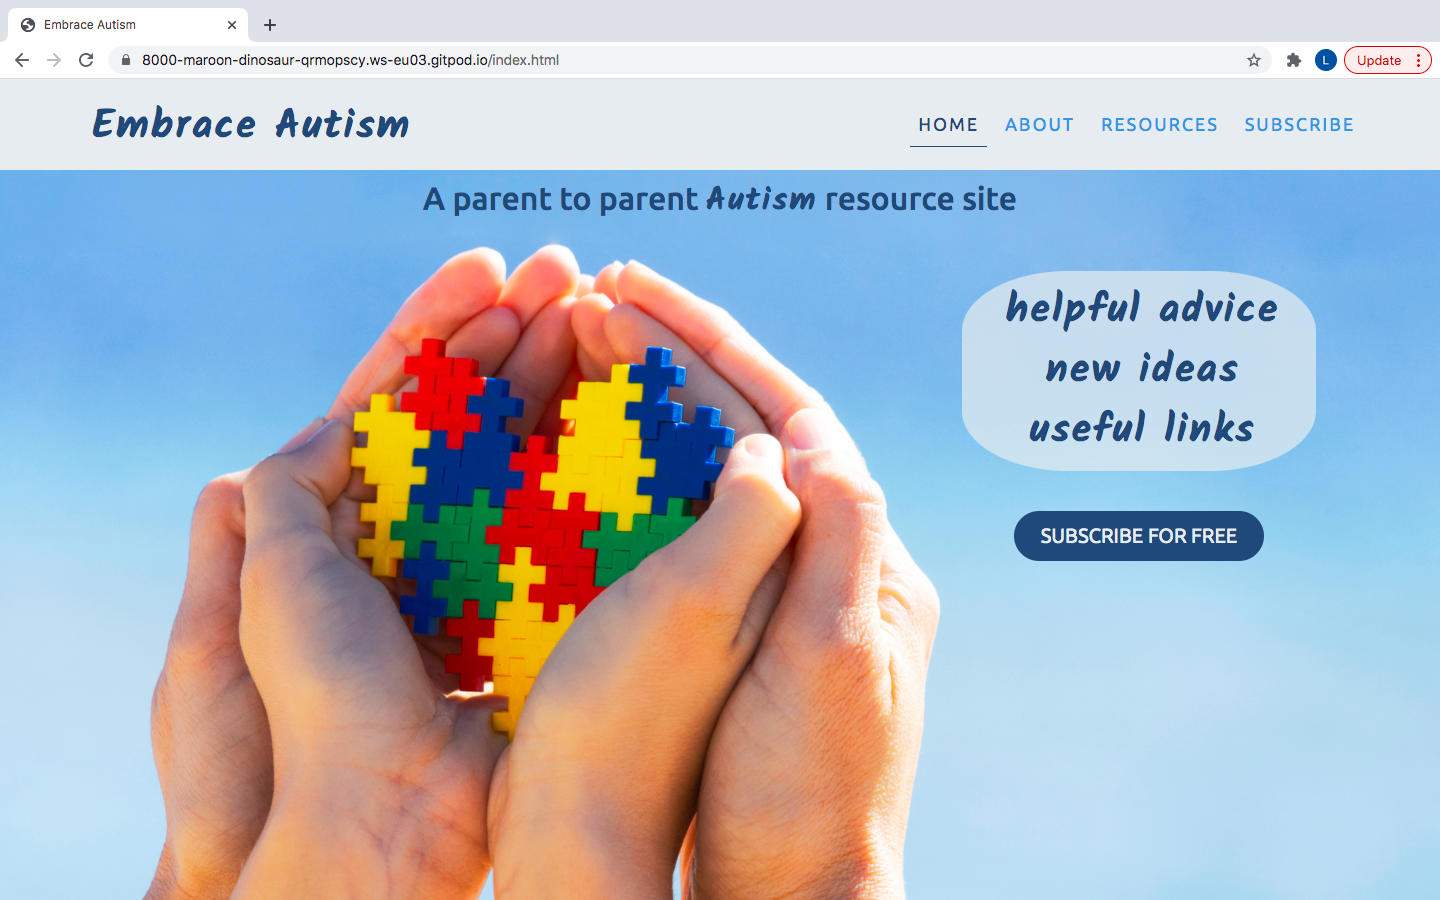 Embrace Autism
8000-maroon-dinosaur-qrmopscy.ws-eu03.gitpod.io/index.html
L
Update
Embrace Autism
HOME
ABOUT
RESOURCES
SUBSCRIBE
A parent to parent Autism resource site
helpful advice
new ideas
useful links
SUBSCRIBE FOR FREE